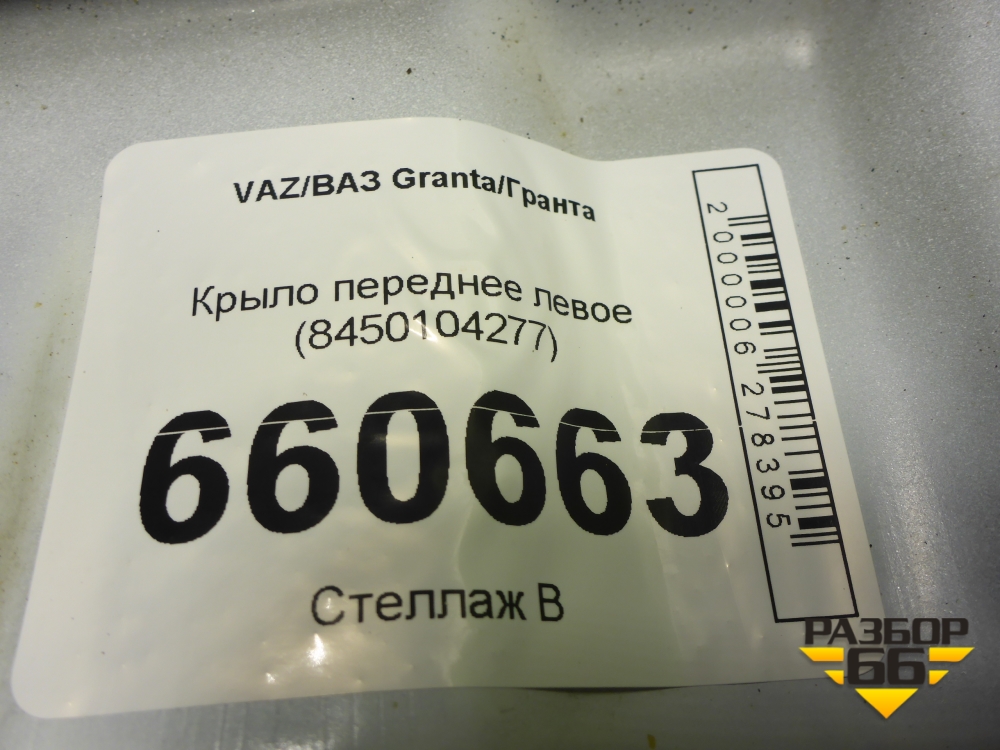 VAZ/ВАЗ Granta/Гранта
Крыло переднее левое
(8450104277)
660663
Стеллаж В
2000006278395
РАЗБОР
66